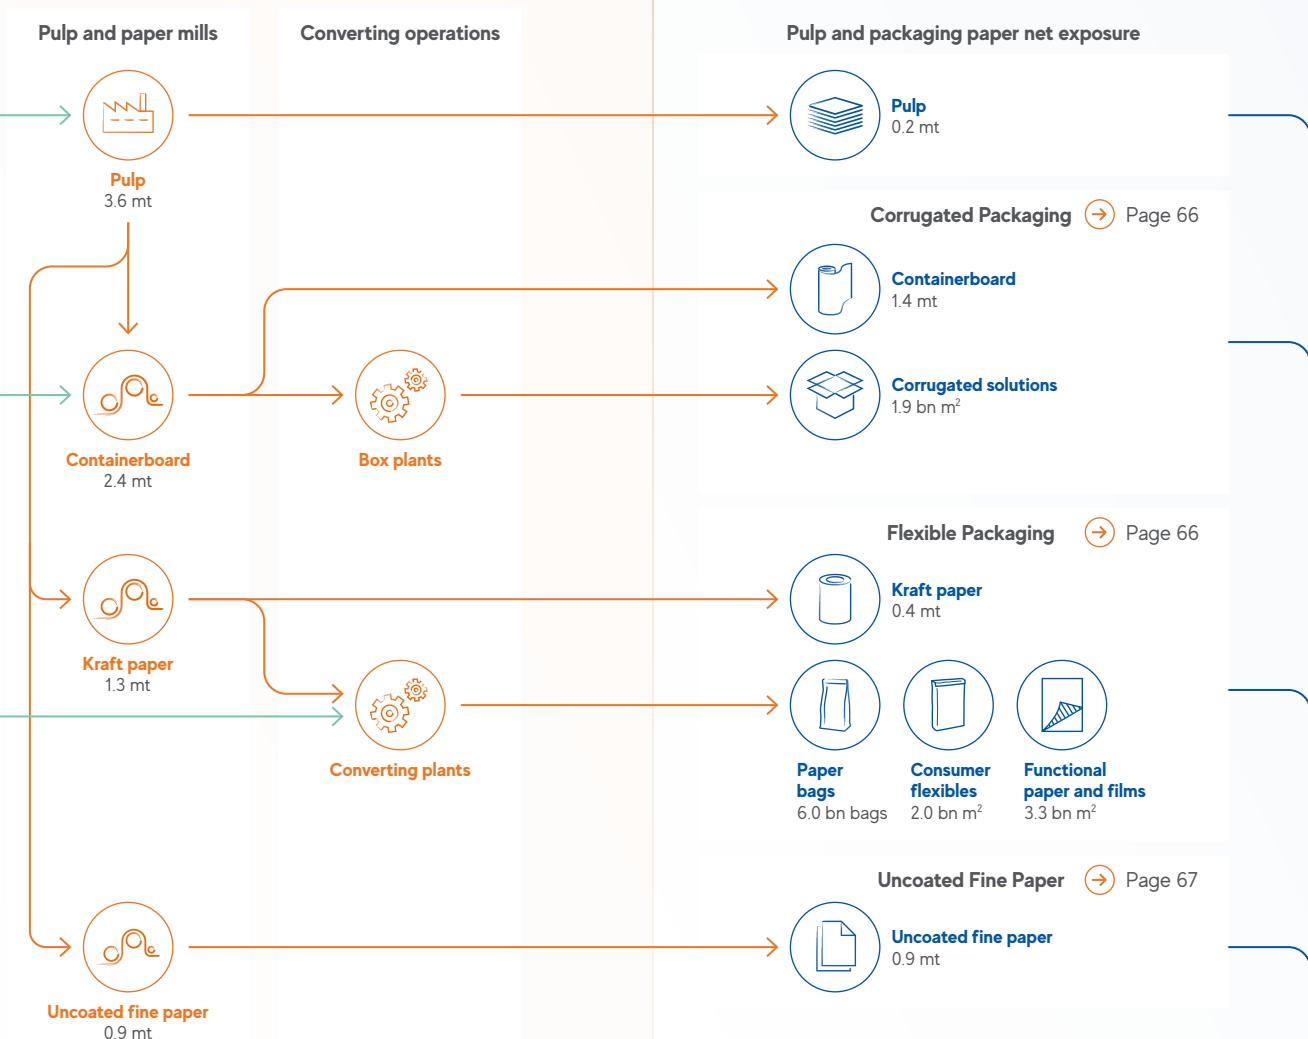 Pulp and paper mills
Converting operations
Pulp and packaging paper net exposure
Pulp
3.6 mt
Pulp
0.2 mt
Corrugated Packaging
Page 66
Containerboard
1.4 mt
Containerboard
2.4 mt
Box plants
Corrugated solutions
1.9 bn m²
Flexible Packaging
Page 66
Kraft paper
1.3 mt
Kraft paper
0.4 mt
Converting plants
Paper
bags
6.0 bn bags
Consumer
flexibles
2.0 bn m²
Functional
paper and films
3.3 bn m²
Uncoated Fine Paper
Page 67
Uncoated fine paper
0.9 mt
Uncoated fine paper
0.9 mt